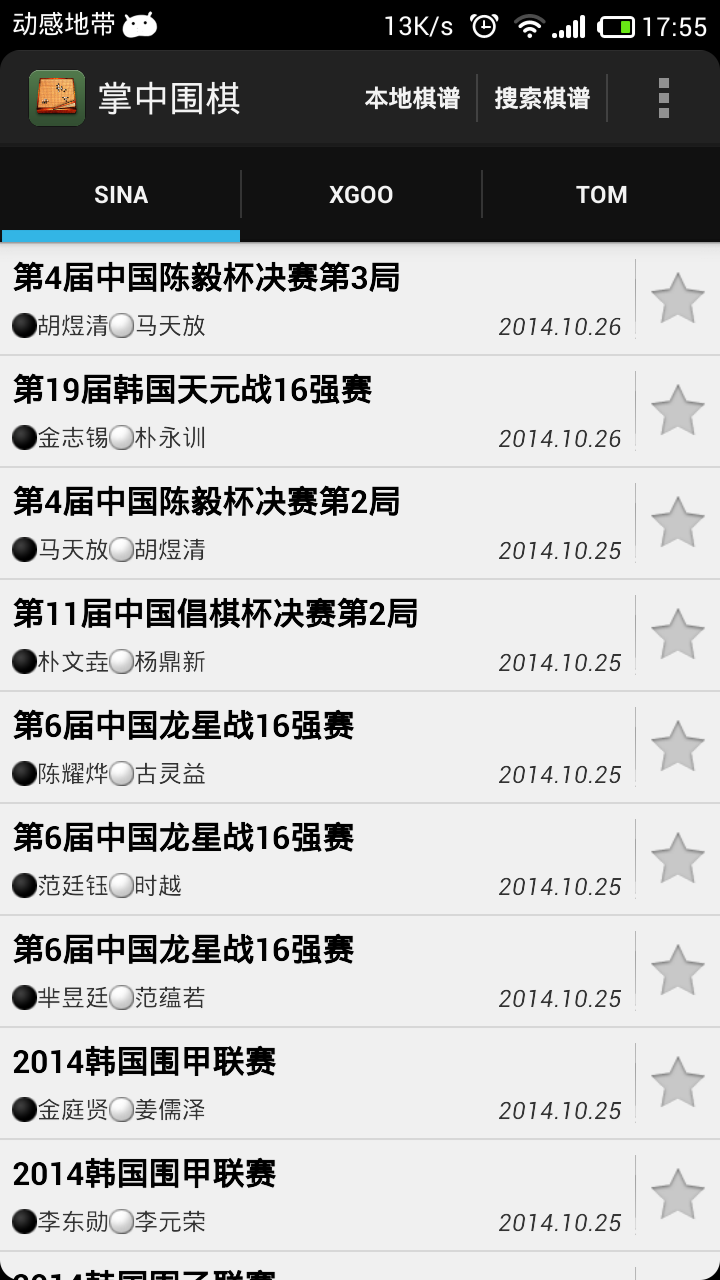 动感地带 13K/s 17:55
掌中围棋 本地棋谱 搜索棋谱
SINA XGOO TOM
第4届中国陈毅杯决赛第3局
胡煜清 马天放 2014.10.26
第19届韩国天元战16强赛
金志锡 朴永训 2014.10.26
第4届中国陈毅杯决赛第2局
马天放 胡煜清 2014.10.25
第11届中国倡棋杯决赛第2局
朴文垚 杨鼎新 2014.10.25
第6届中国龙星战16强赛
陈耀烨 古灵益 2014.10.25
第6届中国龙星战16强赛
范廷钰 时越 2014.10.25
第6届中国龙星战16强赛
芈昱廷 范蕴若 2014.10.25
2014韩国围甲联赛
金庭贤 姜儒泽 2014.10.25
2014韩国围甲联赛
李东勋 李元荣 2014.10.25